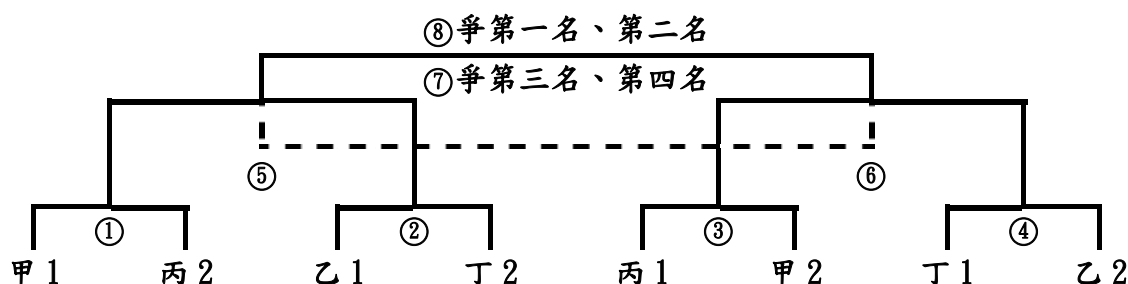 ⑧爭第一名、第二名
⑦爭第三名、第四名
⑤ ⑥
① ② ③ ④
甲1 丙2 乙1 丁2 丙1 甲2 丁1 乙2